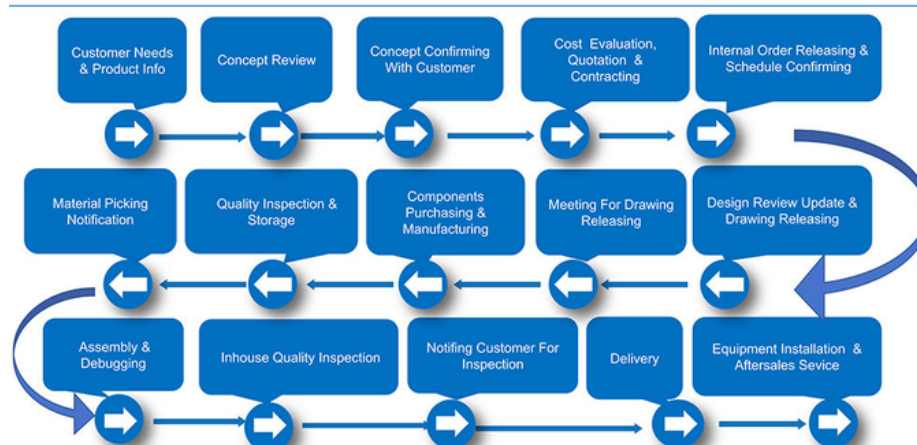 Customer Needs
& Product Info
Concept Review
Concept Confirming
With Customer
Cost Evaluation,
Quotation &
Contracting
Internal Order Releasing &
Schedule Confirming
Material Picking
Notification
Quality Inspection &
Storage
Components
Purchasing &
Manufacturing
Meeting For Drawing
Releasing
Design Review Update &
Drawing Releasing
Assembly &
Debugging
Inhouse Quality Inspection
Notifing Customer For
Inspection
Delivery
Equipment Installation &
Aftersales Sevice